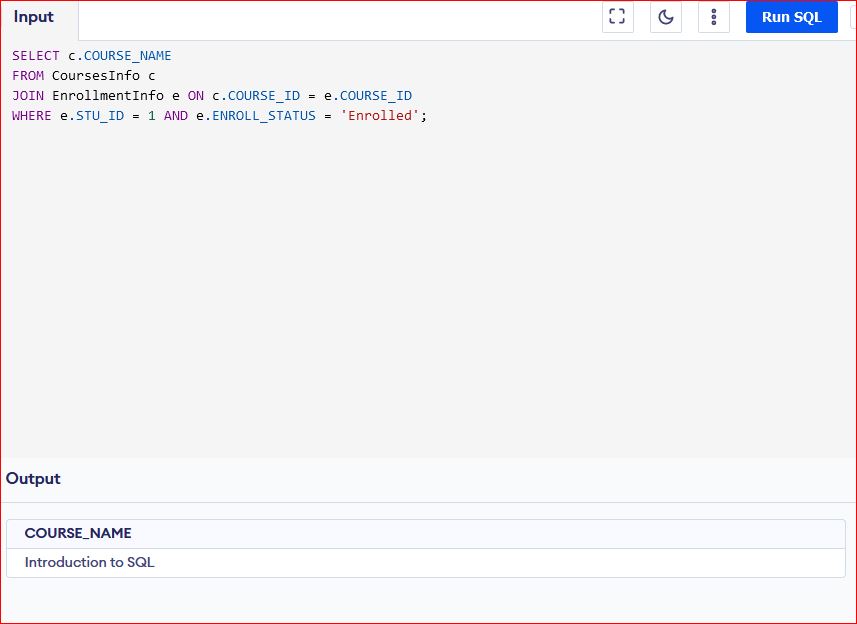 Input
Run SQL
SELECT c.COURSE_NAME
FROM CoursesInfo c
JOIN EnrollmentInfo e ON c.COURSE_ID = e.COURSE_ID
WHERE e.STU_ID = 1 AND e.ENROLL_STATUS = 'Enrolled';
Output
COURSE_NAME
Introduction to SQL